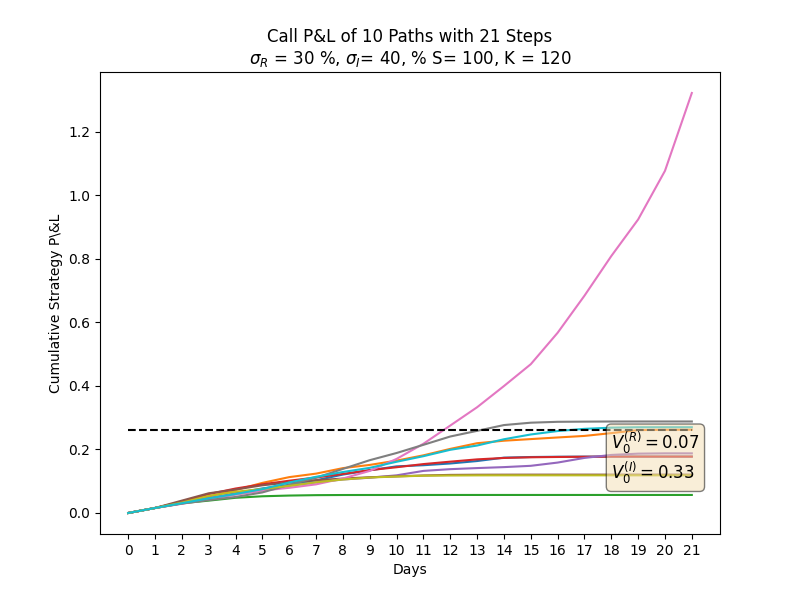 Call P&L of 10 Paths with 21 Steps
σ_R = 30 %, σ_I= 40, % S= 100, K = 120
Cumulative Strategy P\&L
1.2
1.0
0.8
0.6
0.4
0.2
0.0
V_0^(R) = 0.07
V_0^(I) = 0.33
0 1 2 3 4 5 6 7 8 9 10 11 12 13 14 15 16 17 18 19 20 21
Days